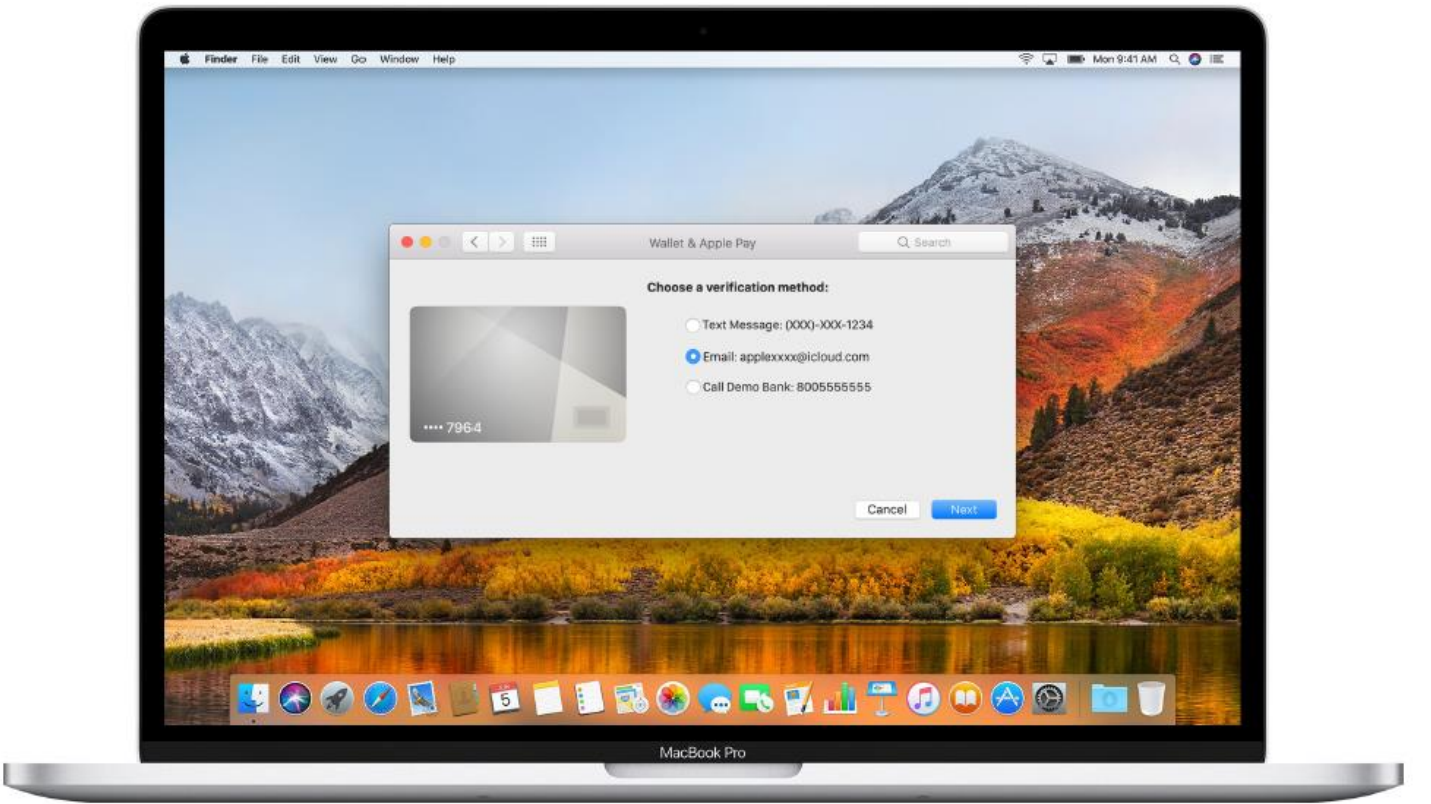 Finder File Edit View Go Window Help Mon 9:41 AM
Wallet & Apple Pay Search
Choose a verification method:
Text Message: (XXX)-XXX-1234
Email: applexxxx@icloud.com
Call Demo Bank: 8005555555
•••• 7964
Cancel Next
5
MacBook Pro